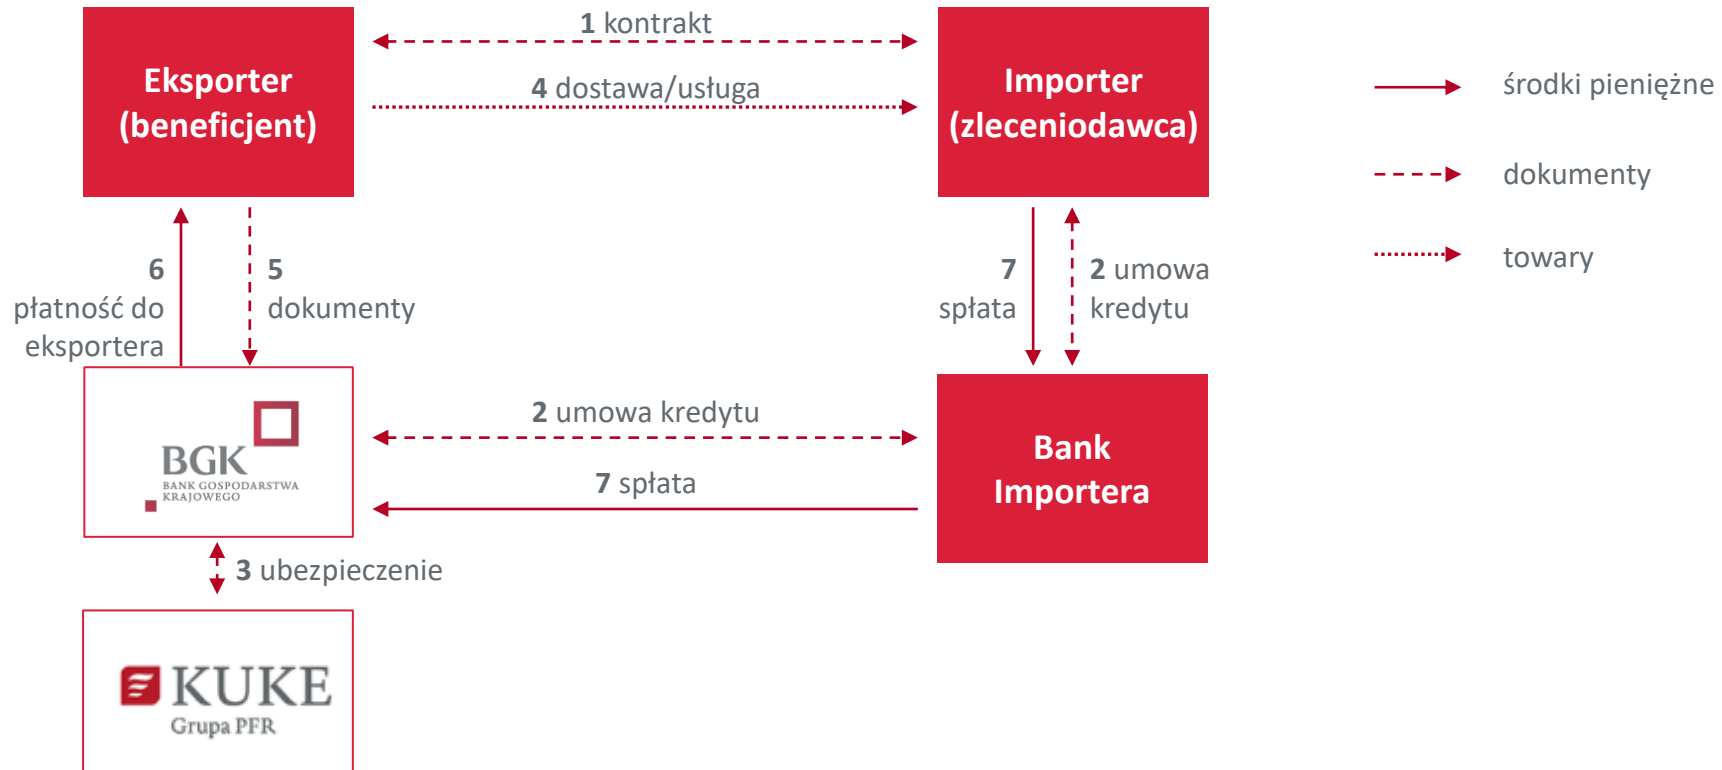 1 kontrakt
Eksporter
(beneficjent)
4 dostawa/usługa
Importer
(zleceniodawca)
środki pieniężne
dokumenty
towary
6
płatność do
eksportera
5
dokumenty
7
spłata
2 umowa
kredytu
BGK
BANK GOSPODARSTWA
KRAJOWEGO
2 umowa kredytu
7 spłata
Bank
Importera
3 ubezpieczenie
KUKE
Grupa PFR